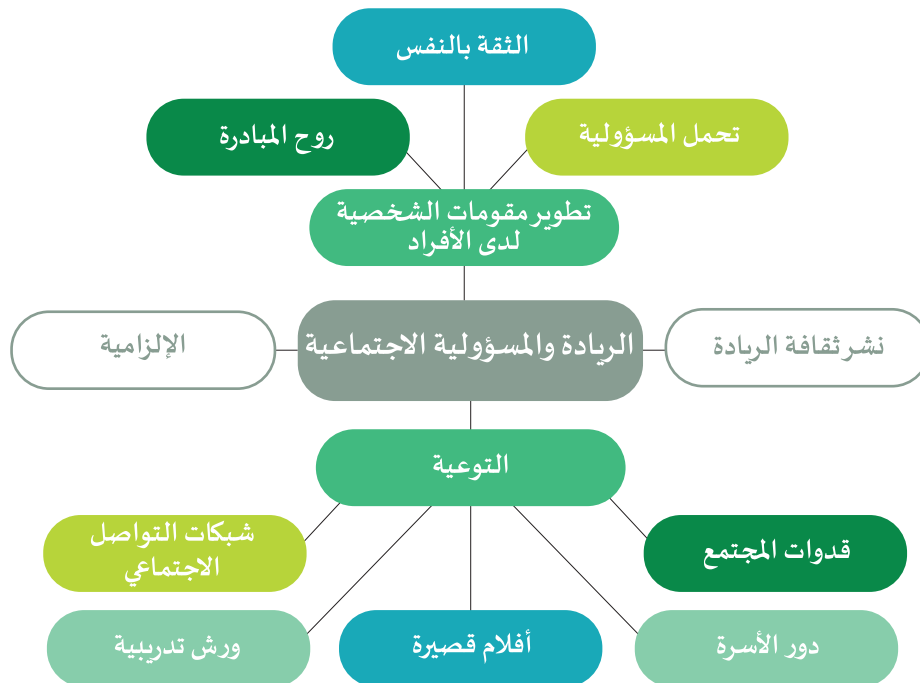 الثقة بالنفس
تحمل المسؤولية
روح المبادرة
تطوير مقومات الشخصية
لدى الأفراد
نشر ثقافة الريادة
الريادة والمسؤولية الاجتماعية
الإلزامية
التوعية
قدوات المجتمع
شبكات التواصل
الاجتماعي
دور الأسرة
أفلام قصيرة
ورش تدريبية